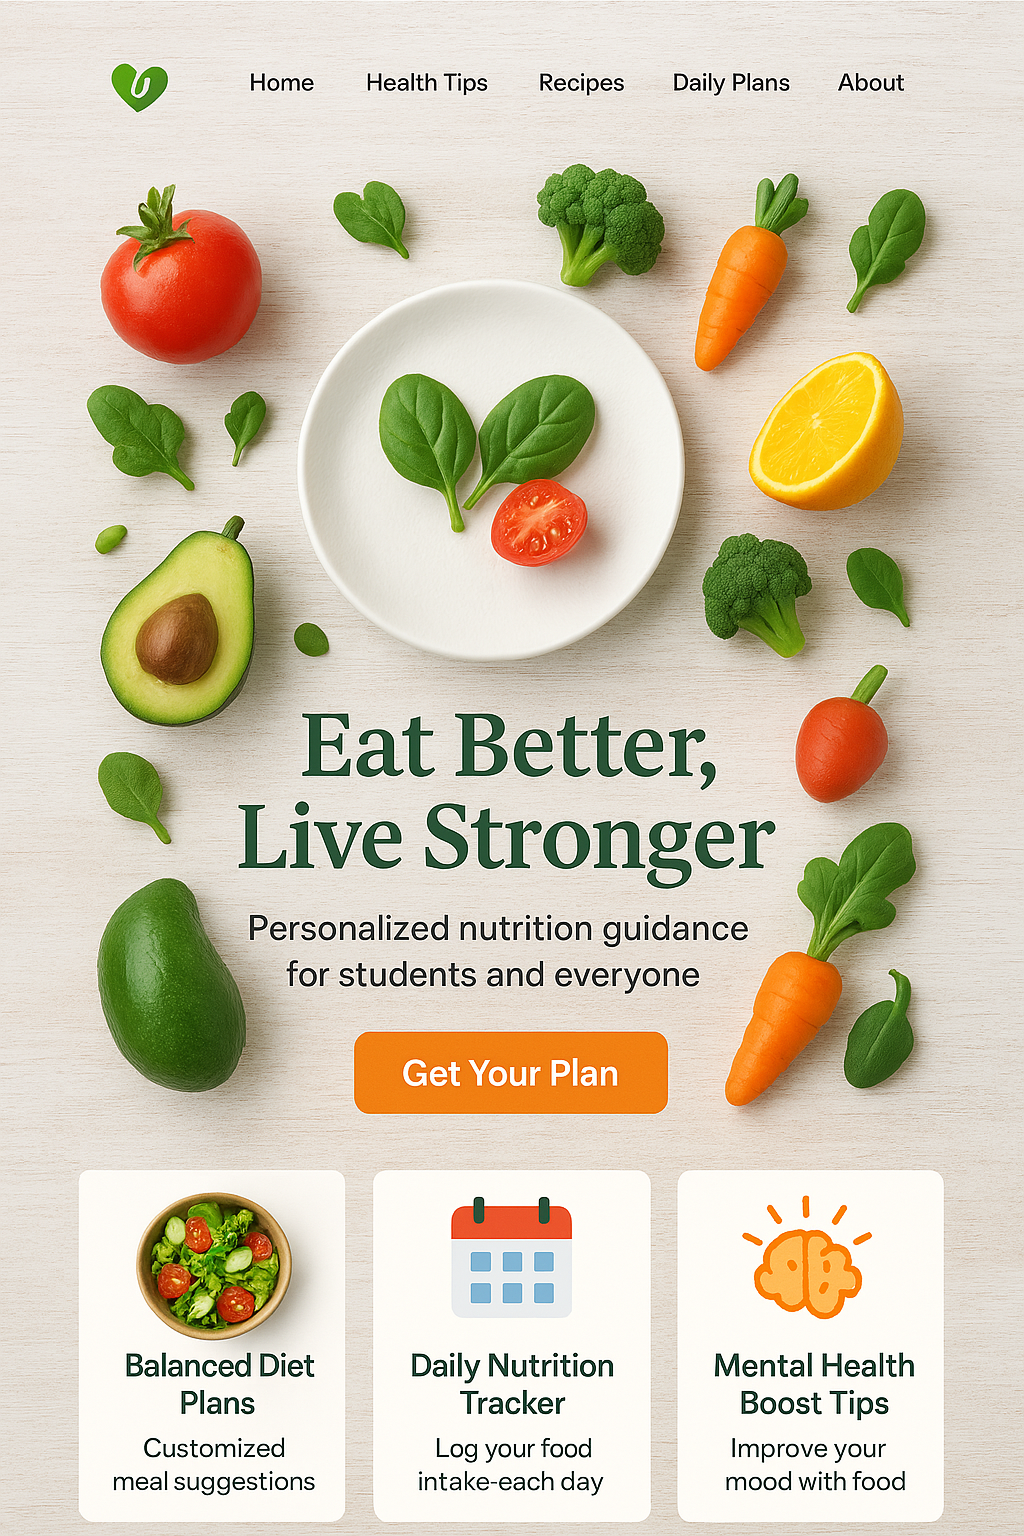 Home Health Tips Recipes Daily Plans About
Eat Better,
Live Stronger
Personalized nutrition guidance
for students and everyone
Get Your Plan
Balanced Diet
Plans
Customized
meal suggestions
Daily Nutrition
Tracker
Log your food
intake-each day
Mental Health
Boost Tips
Improve your
mood with food